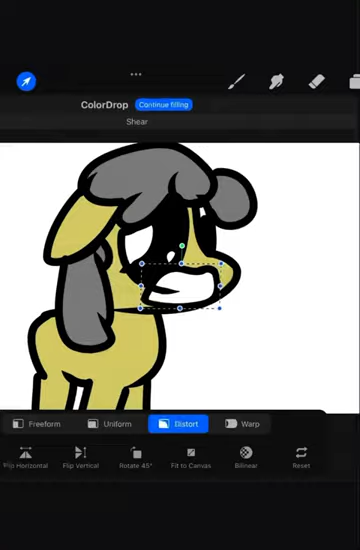 ColorDrop Continue filling
Shear
Freeform Uniform Distort Warp
Flip Horizontal Flip Vertical Rotate 45° Fit to Canvas Bilinear Reset